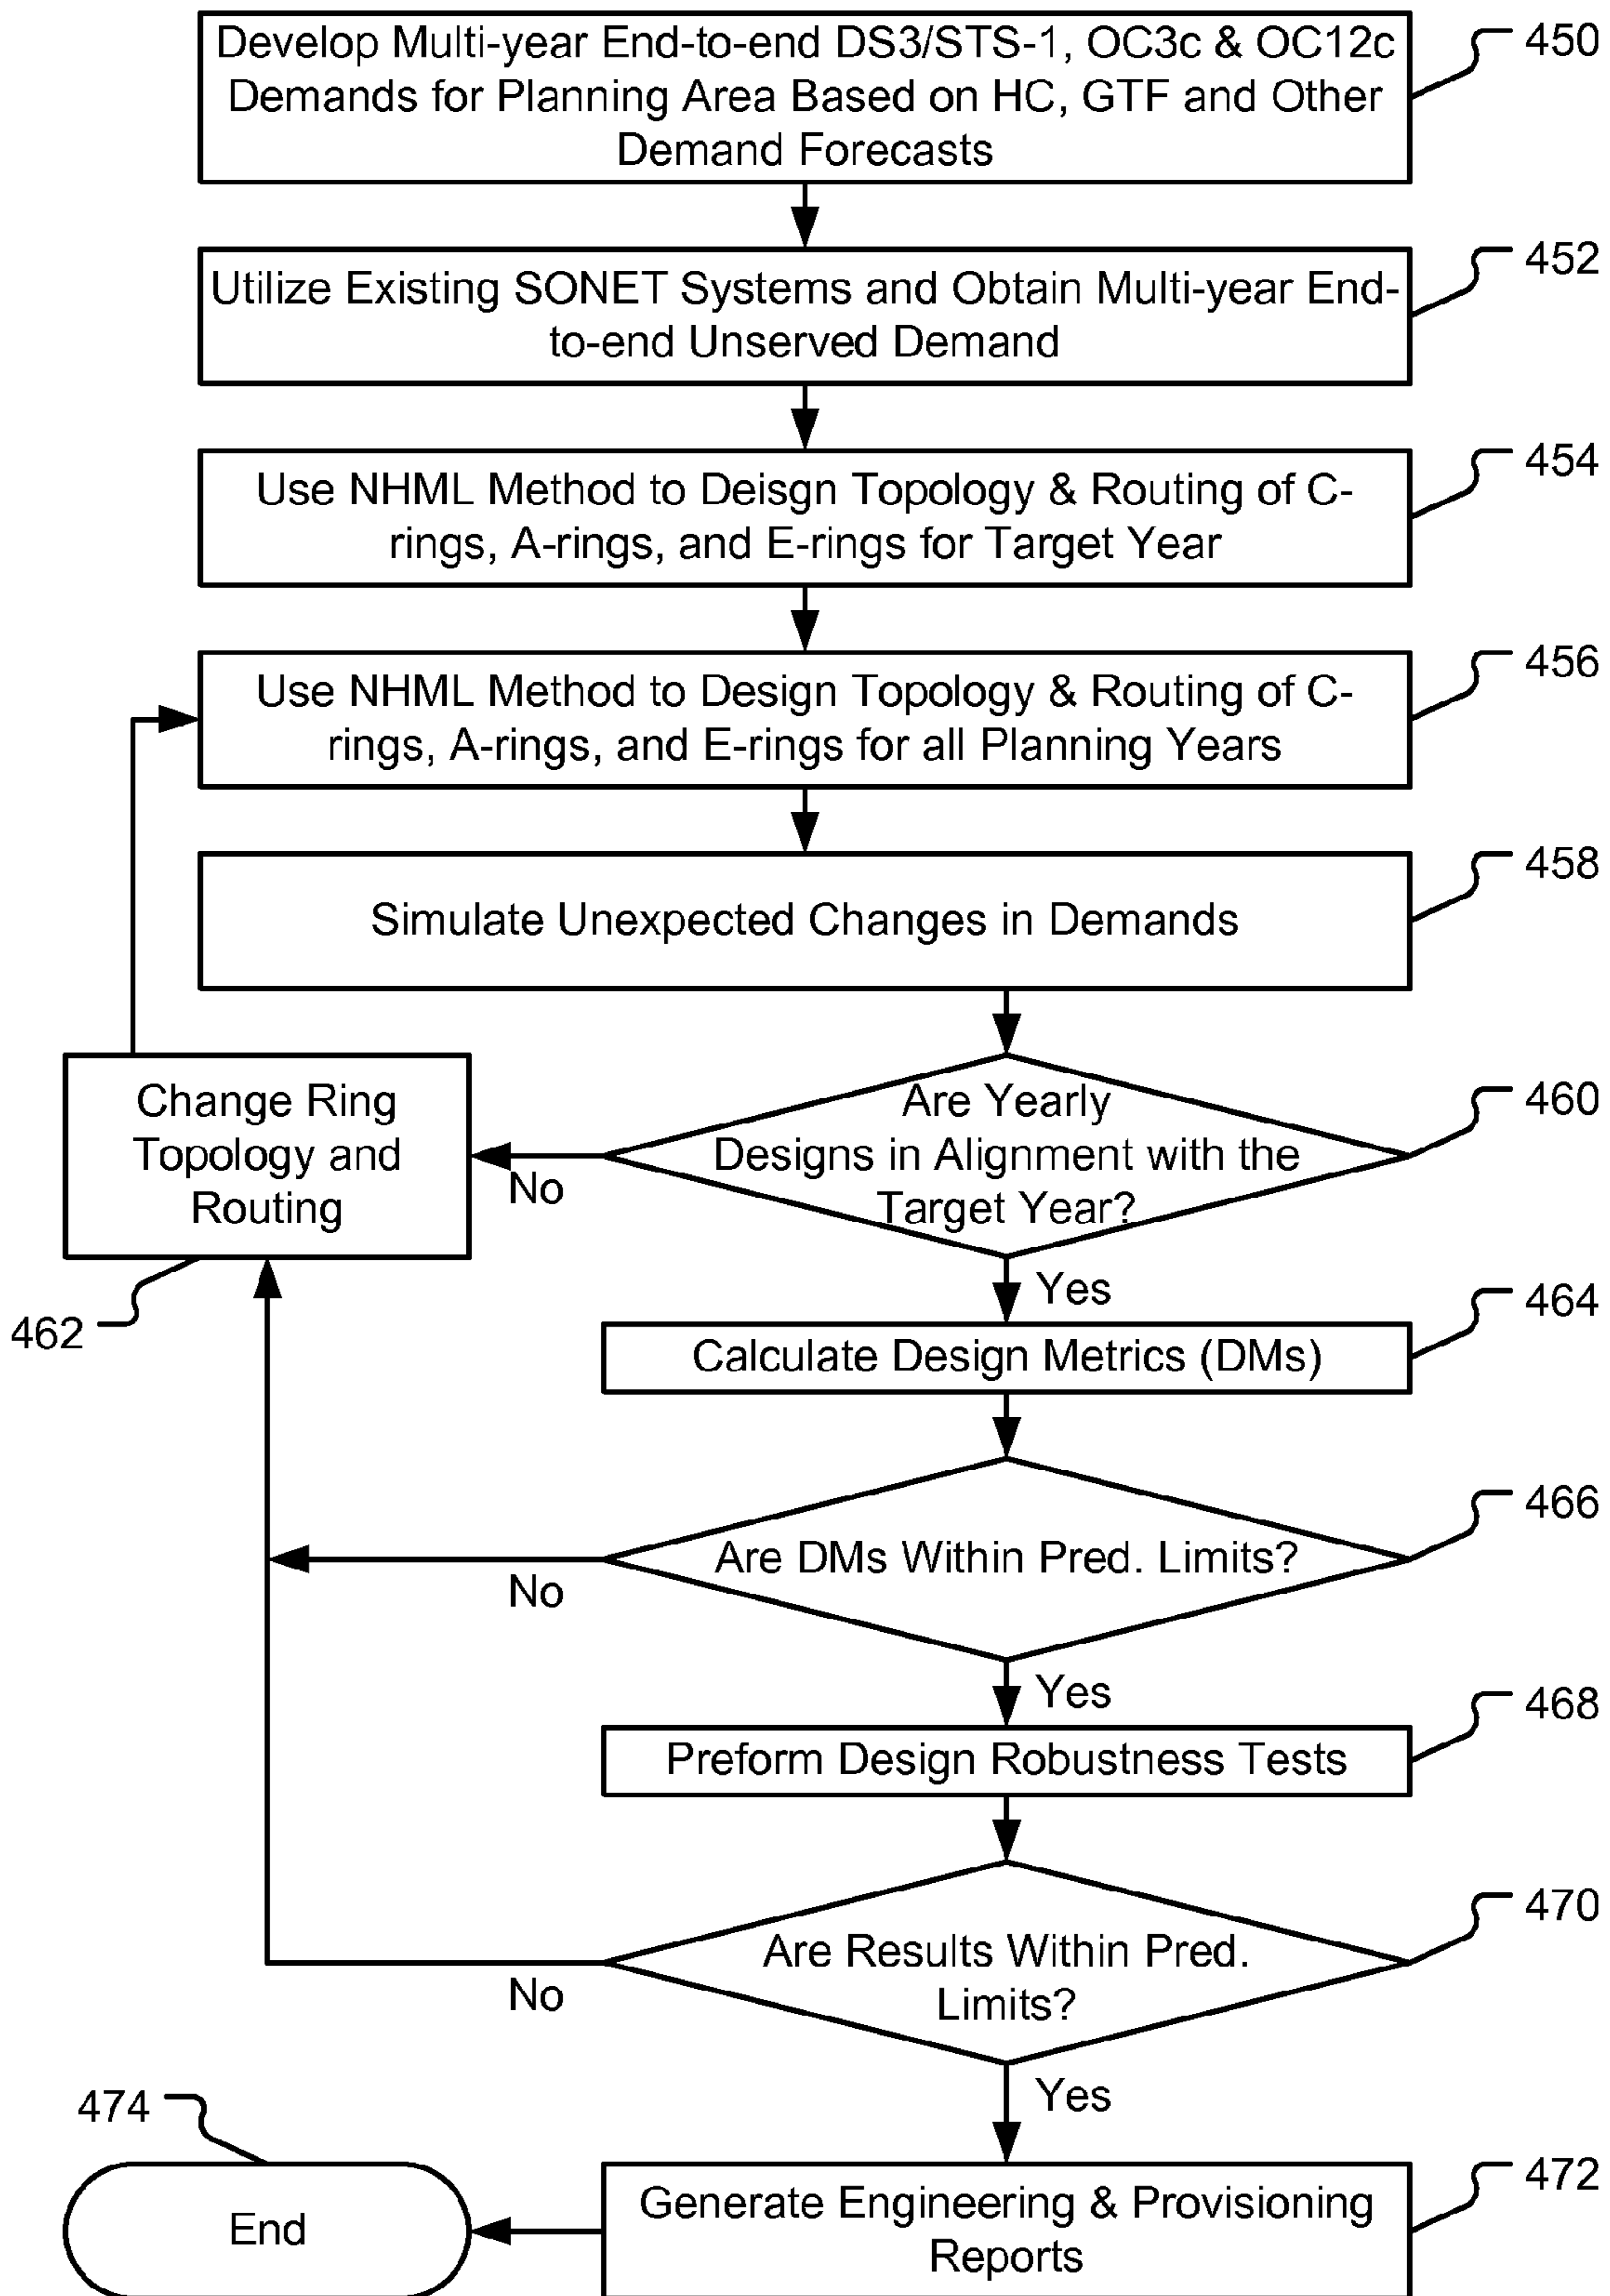 Develop Multi-year End-to-end DS3/STS-1, OC3c & OC12c
Demands for Planning Area Based on HC, GTF and Other
Demand Forecasts
450
Utilize Existing SONET Systems and Obtain Multi-year End-
to-end Unserved Demand
452
Use NHML Method to Deisgn Topology & Routing of C-
rings, A-rings, and E-rings for Target Year
454
Use NHML Method to Design Topology & Routing of C-
rings, A-rings, and E-rings for all Planning Years
456
Simulate Unexpected Changes in Demands
458
Change Ring
Topology and
Routing
462
Are Yearly
Designs in Alignment with the
Target Year?
460
No
Yes
Calculate Design Metrics (DMs)
464
Are DMs Within Pred. Limits?
466
No
Yes
Preform Design Robustness Tests
468
Are Results Within Pred.
Limits?
470
No
Yes
Generate Engineering & Provisioning
Reports
472
474
End